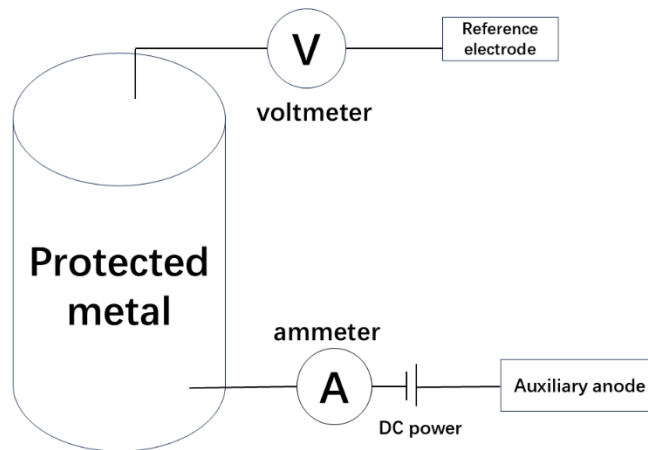 V
voltmeter
Reference
electrode
Protected
metal
ammeter
A
DC power
Auxiliary anode